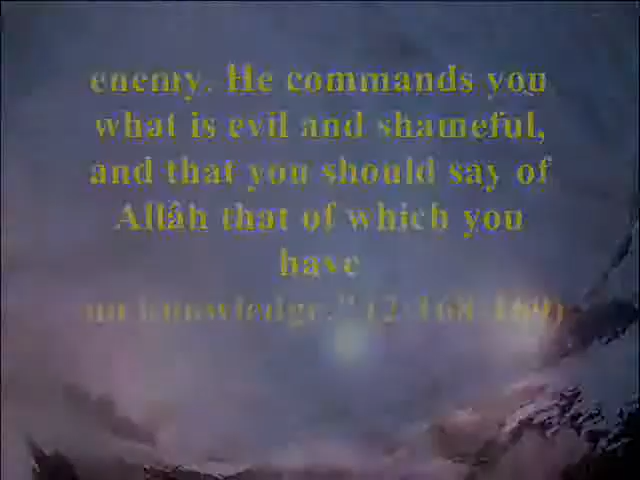 enemy. He commands you
what is evil and shameful,
and that you should say of
Allâh that of which you
have
no knowledge." (2:168-169)